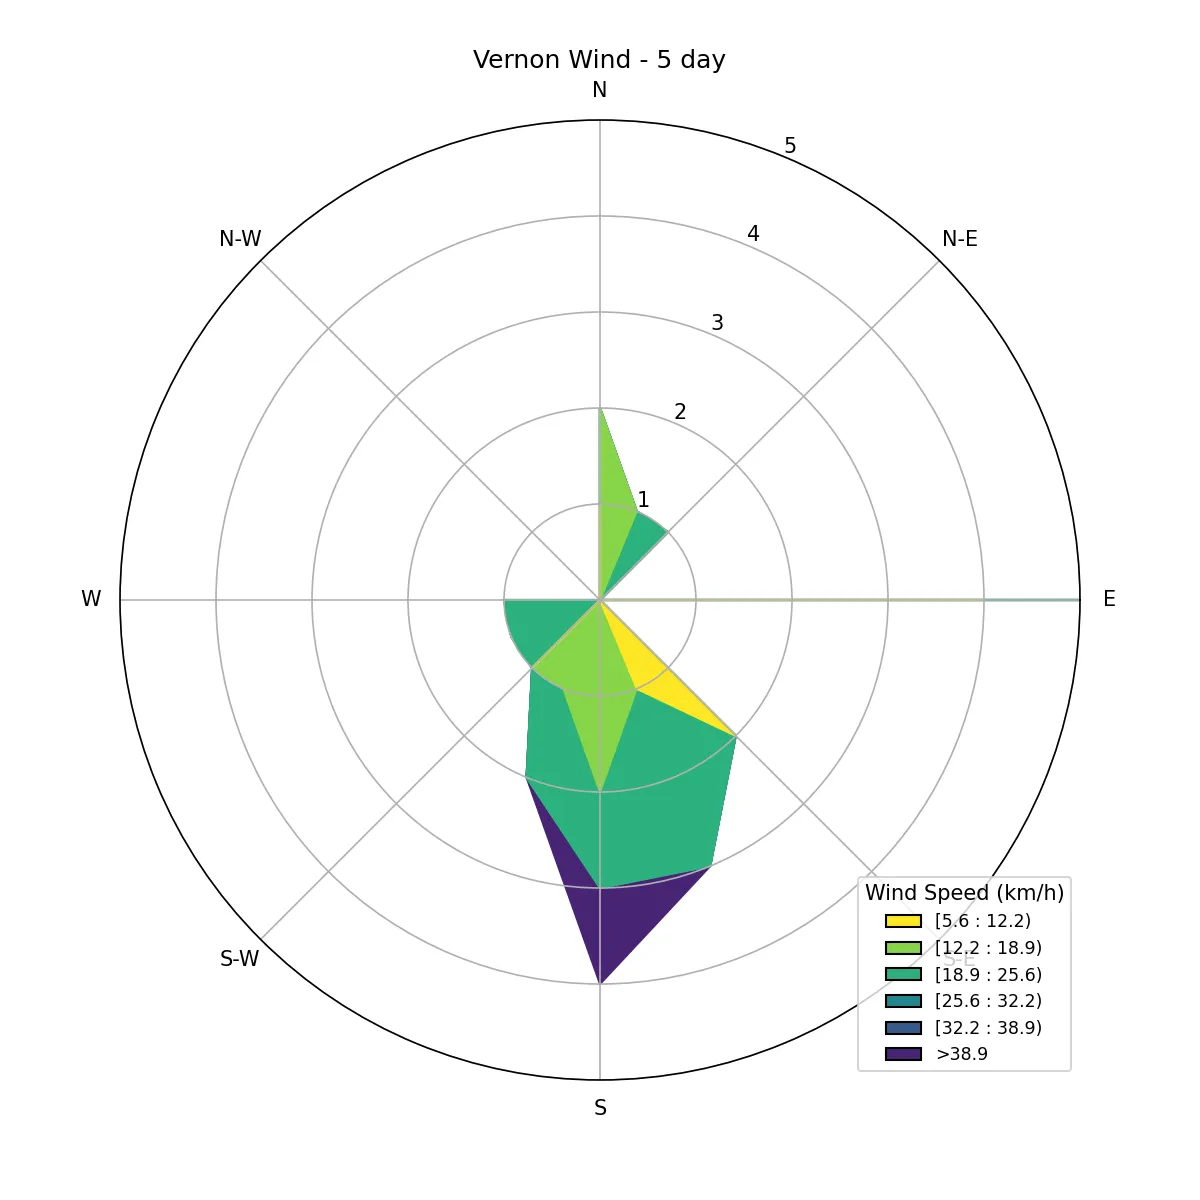 Vernon Wind - 5 day
N
5
N-W
N-E
4
3
2
1
W
E
Wind Speed (km/h)
[5.6 : 12.2)
[12.2 : 18.9)
[18.9 : 25.6)
[25.6 : 32.2)
[32.2 : 38.9)
>38.9
S-W
S-E
S